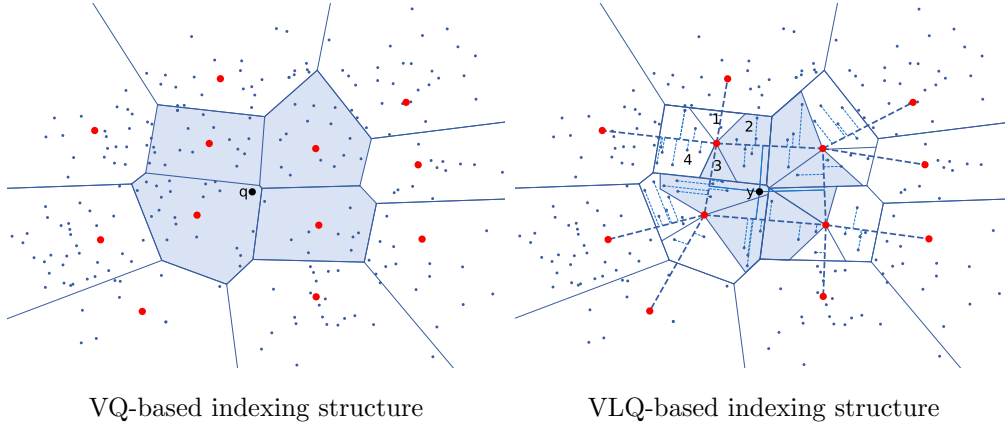 q
1
2
3
4
y
VQ-based indexing structure
VLQ-based indexing structure